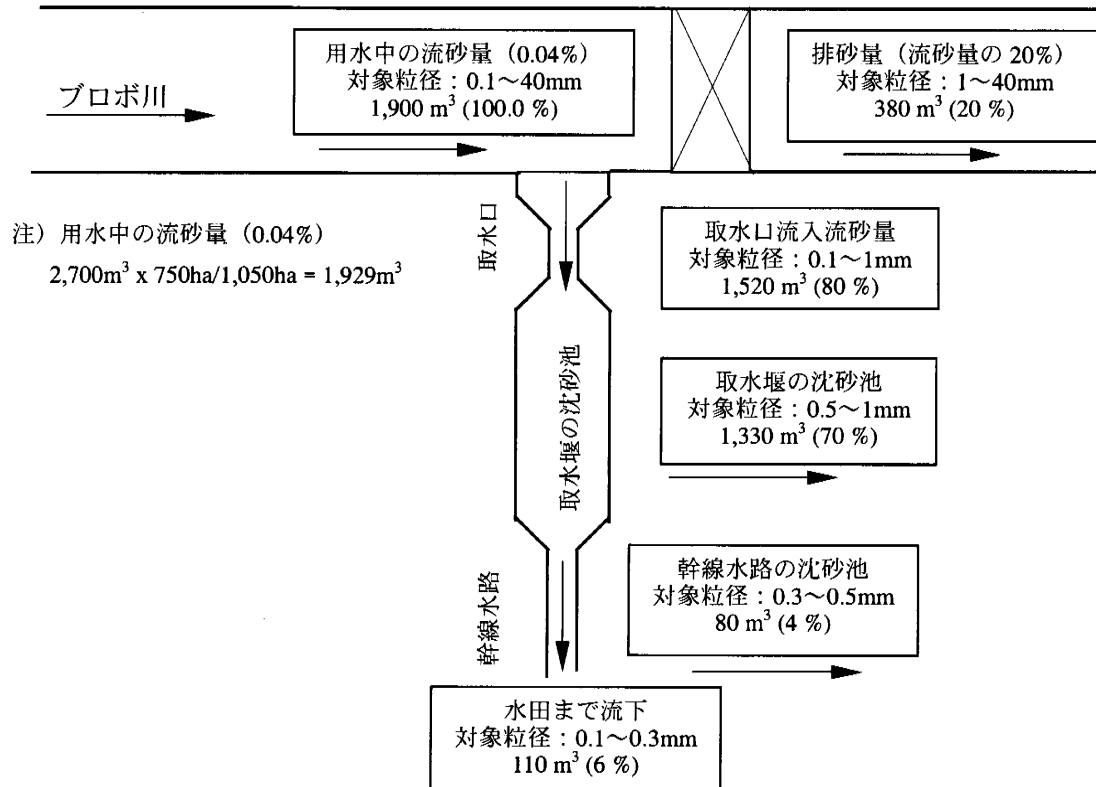 用水中の流砂量（0.04%）
対象粒径：0.1〜40mm
1,900 m³ (100.0 %)
排砂量（流砂量の 20%）
対象粒径：1〜40mm
380 m³ (20 %)
ブロボ川
注）用水中の流砂量（0.04%）
2,700m³ x 750ha/1,050ha = 1,929m³
取水口
取水口流入流砂量
対象粒径：0.1〜1mm
1,520 m³ (80 %)
取水堰の沈砂池
取水堰の沈砂池
対象粒径：0.5〜1mm
1,330 m³ (70 %)
幹線水路
幹線水路の沈砂池
対象粒径：0.3〜0.5mm
80 m³ (4 %)
水田まで流下
対象粒径：0.1〜0.3mm
110 m³ (6 %)